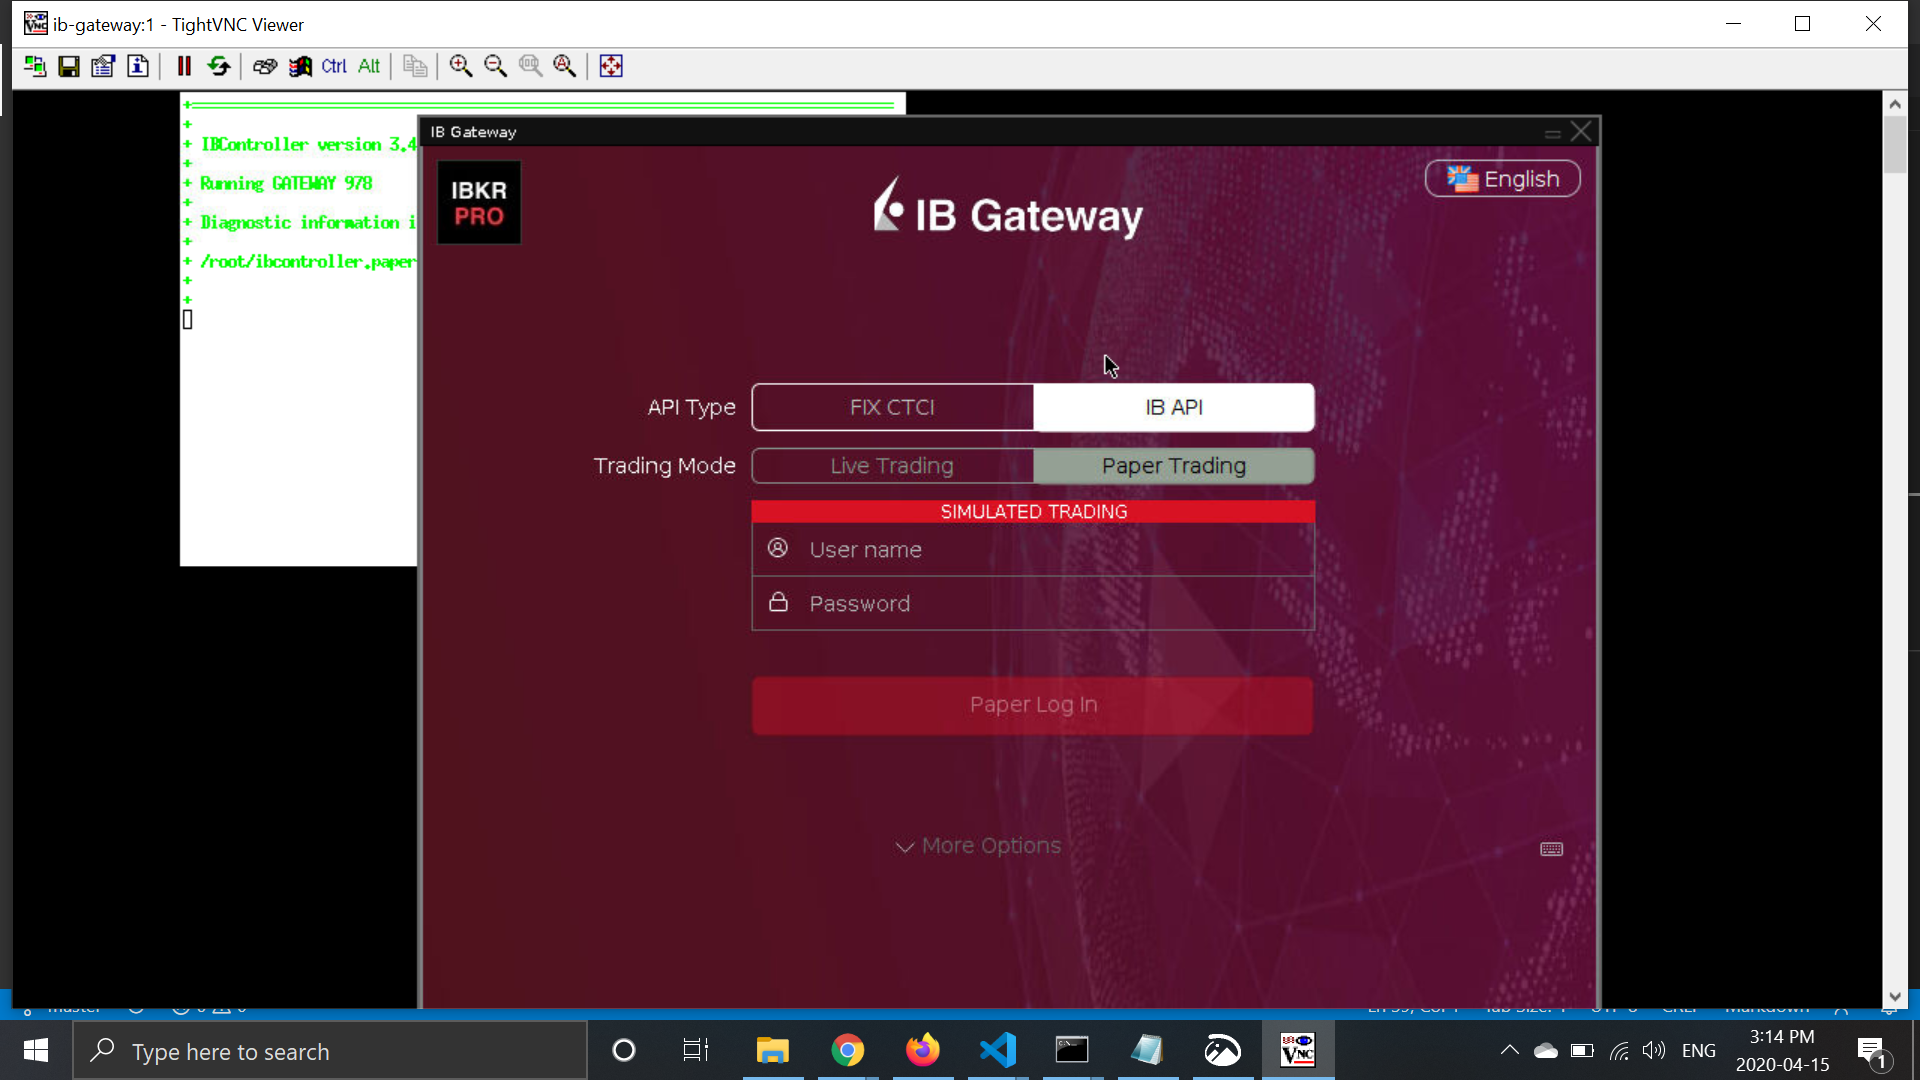 ib-gateway:1 - TightVNC Viewer
Ctrl Alt
+ IBController version 3.4
+ Running GATEWAY 978
+ Diagnostic information i
+ /root/ibcontroller.paper
IB Gateway
IBKR
PRO
IB Gateway
English
API Type
FIX CTCI
IB API
Trading Mode
Live Trading
Paper Trading
SIMULATED TRADING
User name
Password
Paper Log In
More Options
Type here to search
VNC
ENG
3:14 PM
2020-04-15
1